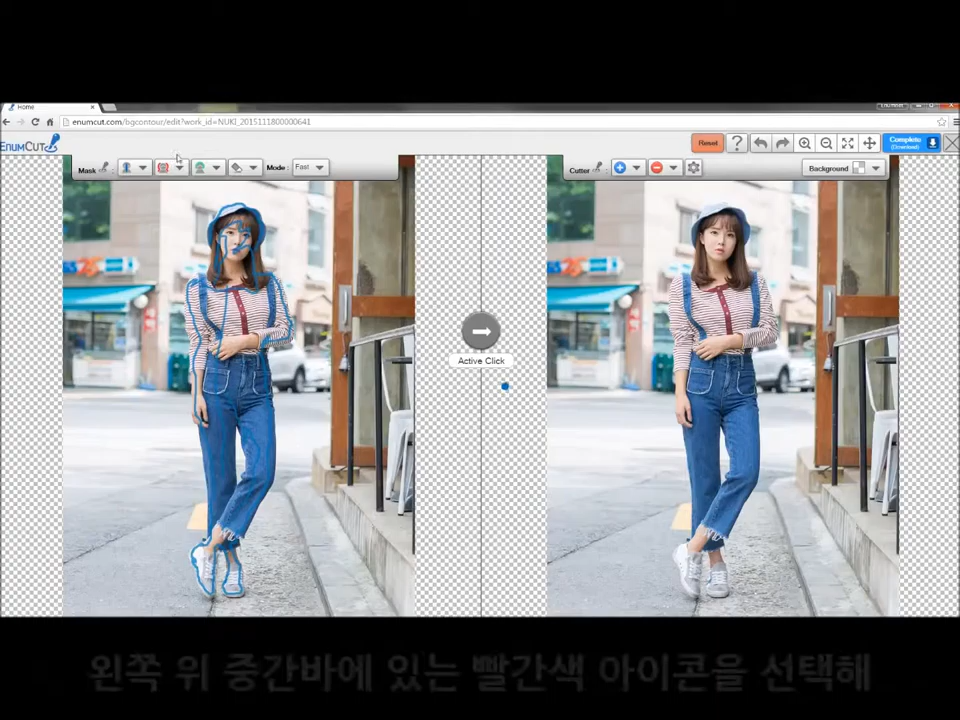 Home
enumcut.com/bgcontour/edit?work_id=NUKI_2015111800000641
ENUMCUT
Reset
?
Complete
(Download)
Mask :
Mode : Fast
Cutter :
Background
Active Click
왼쪽 위 중간바에 있는 빨간색 아이콘을 선택해